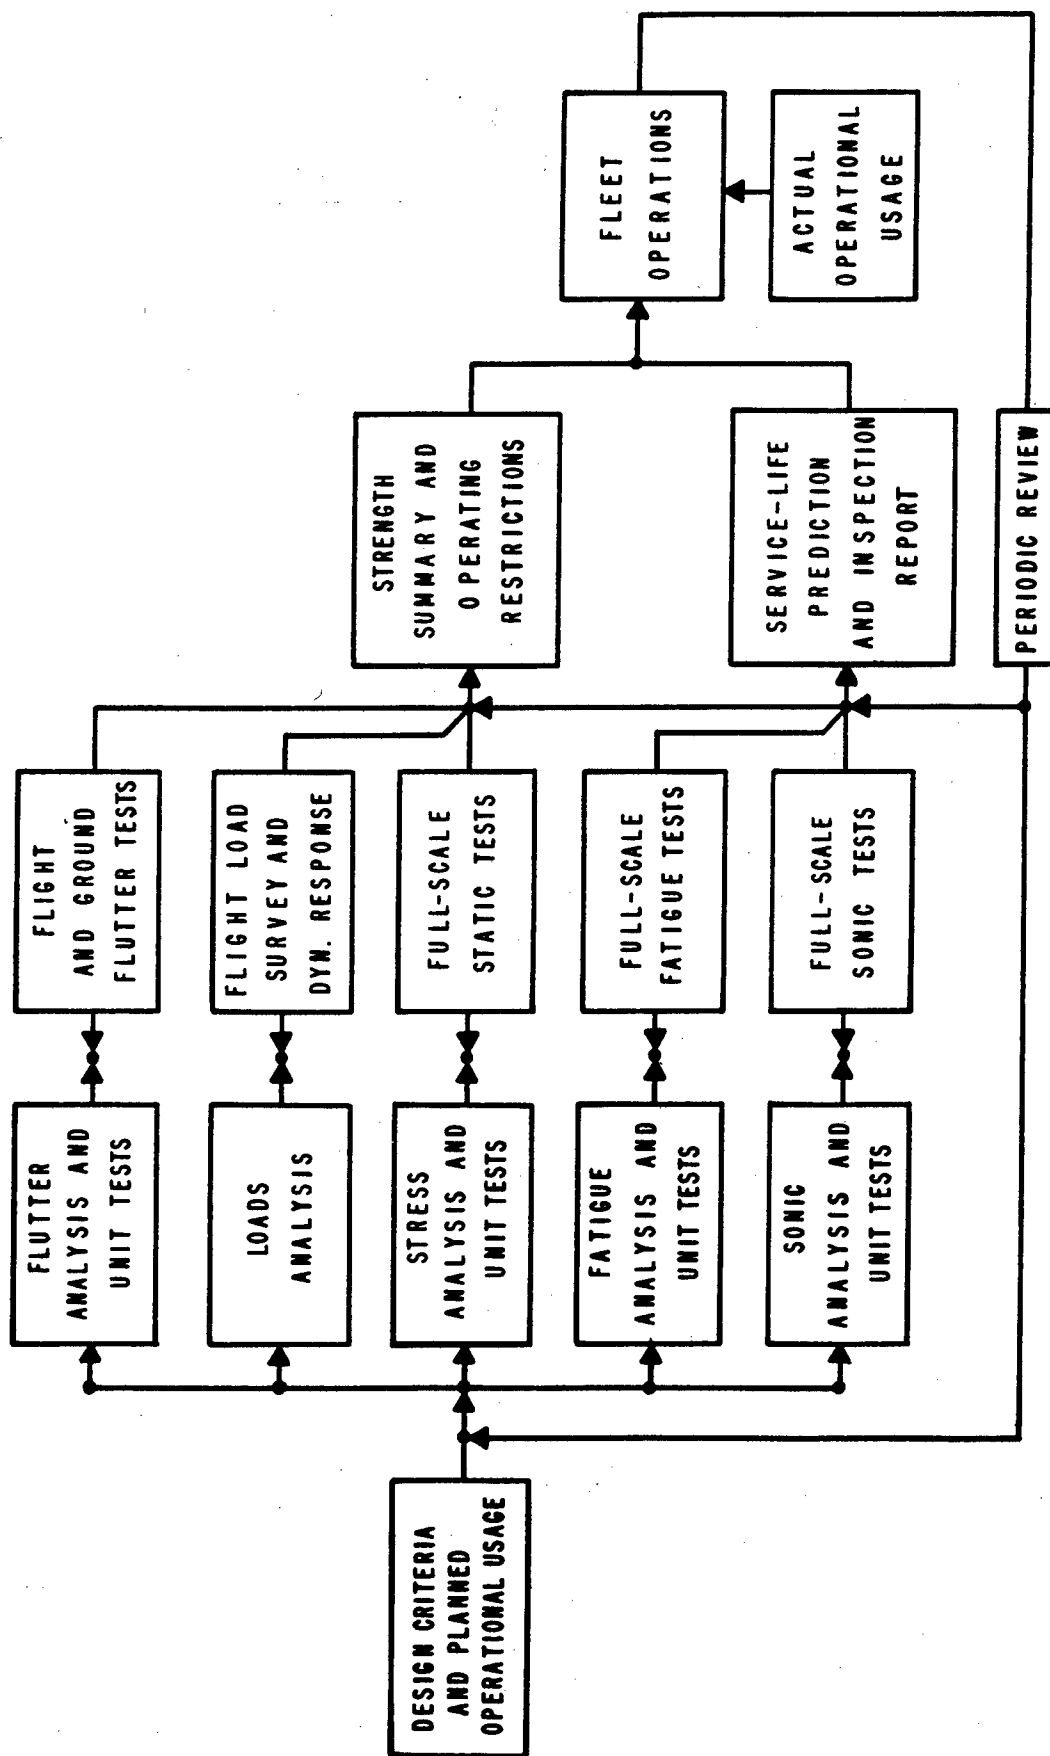 DESIGN CRITERIA
AND PLANNED
OPERATIONAL USAGE
FLUTTER
ANALYSIS AND
UNIT TESTS
LOADS
ANALYSIS
STRESS
ANALYSIS AND
UNIT TESTS
FATIGUE
ANALYSIS AND
UNIT TESTS
SONIC
ANALYSIS AND
UNIT TESTS
FLIGHT
AND GROUND
FLUTTER TESTS
FLIGHT LOAD
SURVEY AND
DYN. RESPONSE
FULL-SCALE
STATIC TESTS
FULL-SCALE
FATIGUE TESTS
FULL-SCALE
SONIC TESTS
STRENGTH
SUMMARY AND
OPERATING
RESTRICTIONS
SERVICE-LIFE
PREDICTION
AND INSPECTION
REPORT
PERIODIC REVIEW
FLEET
OPERATIONS
ACTUAL
OPERATIONAL
USAGE